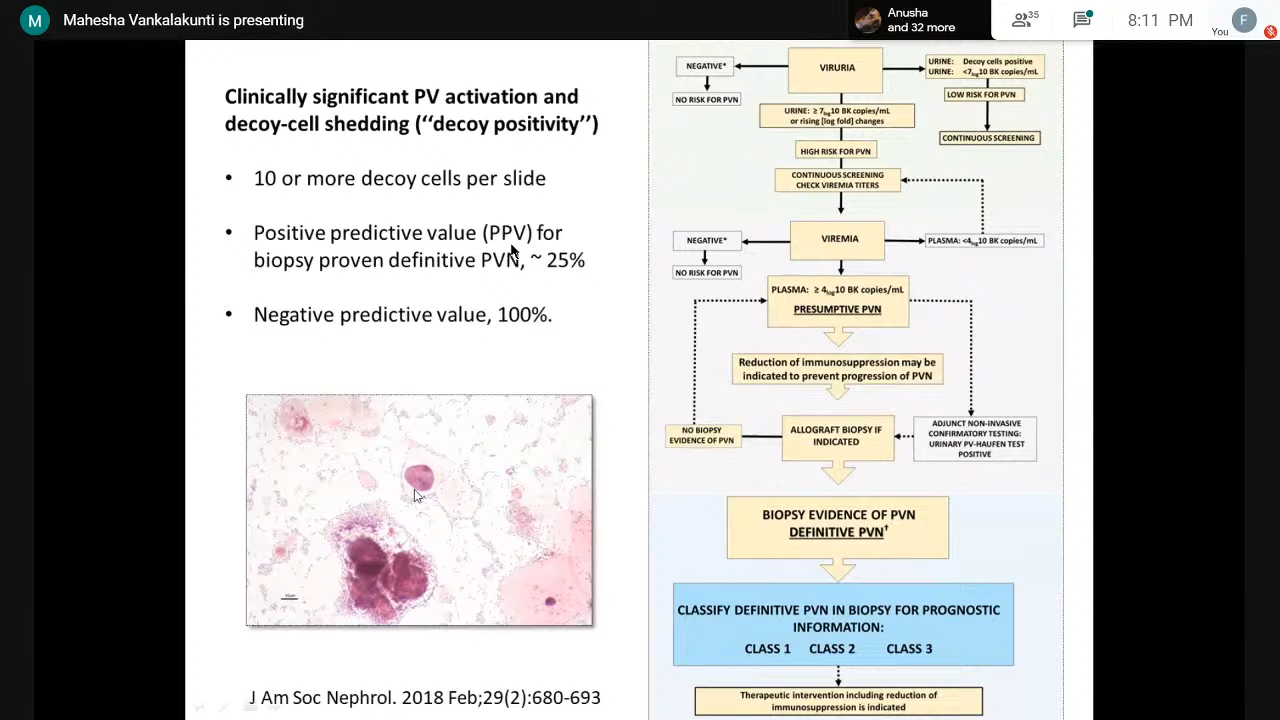 M Mahesha Vankalakunti is presenting
Anusha
and 32 more
35
8:11 PM
You
F
Clinically significant PV activation and
decoy-cell shedding (‘‘decoy positivity’’)
• 10 or more decoy cells per slide
• Positive predictive value (PPV) for
biopsy proven definitive PVN, ~ 25%
• Negative predictive value, 100%.
J Am Soc Nephrol. 2018 Feb;29(2):680-693
NEGATIVE*
NO RISK FOR PVN
VIRURIA
URINE: Decoy cells positive
URINE: <7log10 BK copies/mL
LOW RISK FOR PVN
CONTINUOUS SCREENING
URINE: ≥ 7log10 BK copies/mL
or rising [log fold] changes
HIGH RISK FOR PVN
CONTINUOUS SCREENING
CHECK VIREMIA TITERS
NEGATIVE*
NO RISK FOR PVN
VIREMIA
PLASMA: <4log10 BK copies/mL
PLASMA: ≥ 4log10 BK copies/mL
PRESUMPTIVE PVN
Reduction of immunosuppression may be
indicated to prevent progression of PVN
NO BIOPSY
EVIDENCE OF PVN
ALLOGRAFT BIOPSY IF
INDICATED
ADJUNCT NON-INVASIVE
CONFIRMATORY TESTING:
URINARY PV-HAUFEN TEST
POSITIVE
BIOPSY EVIDENCE OF PVN
DEFINITIVE PVN†
CLASSIFY DEFINITIVE PVN IN BIOPSY FOR PROGNOSTIC
INFORMATION:
CLASS 1 CLASS 2 CLASS 3
Therapeutic intervention including reduction of
immunosuppression is indicated